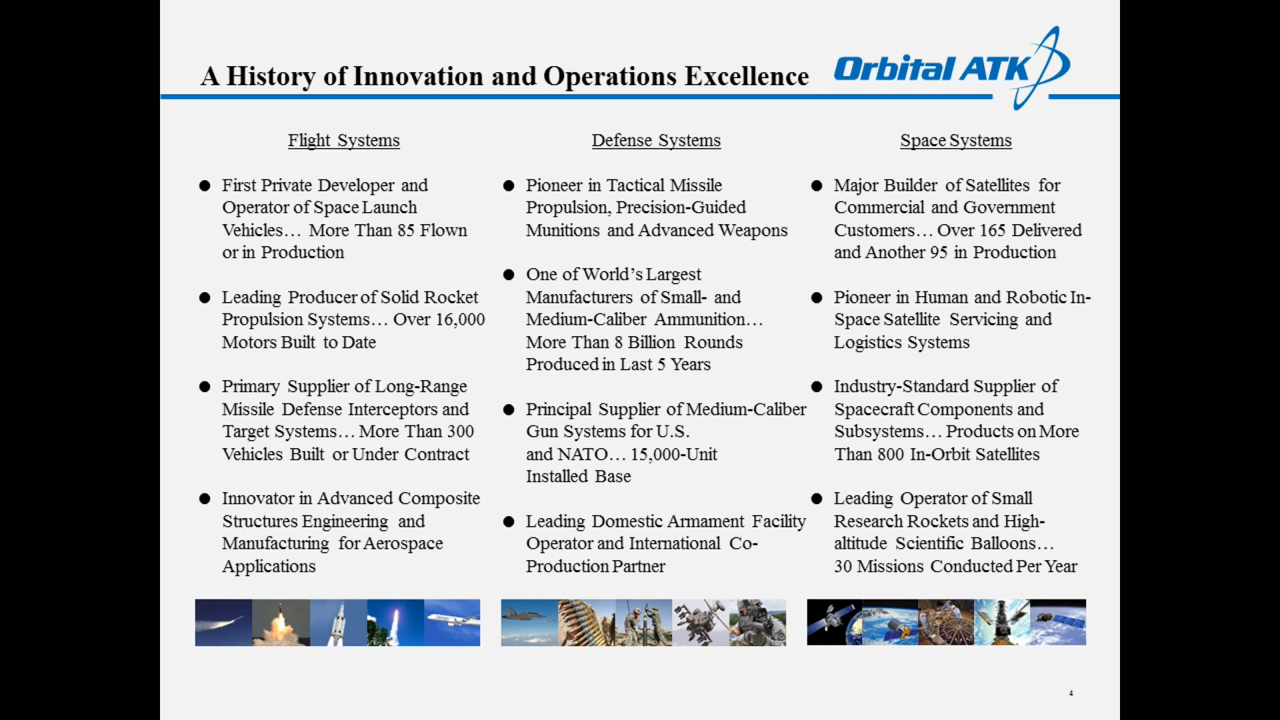 A History of Innovation and Operations Excellence
Orbital ATK
Flight Systems
● First Private Developer and
Operator of Space Launch
Vehicles… More Than 85 Flown
or in Production
● Leading Producer of Solid Rocket
Propulsion Systems… Over 16,000
Motors Built to Date
● Primary Supplier of Long-Range
Missile Defense Interceptors and
Target Systems… More Than 300
Vehicles Built or Under Contract
● Innovator in Advanced Composite
Structures Engineering and
Manufacturing for Aerospace
Applications
Defense Systems
● Pioneer in Tactical Missile
Propulsion, Precision-Guided
Munitions and Advanced Weapons
● One of World's Largest
Manufacturers of Small- and
Medium-Caliber Ammunition…
More Than 8 Billion Rounds
Produced in Last 5 Years
● Principal Supplier of Medium-Caliber
Gun Systems for U.S.
and NATO… 15,000-Unit
Installed Base
● Leading Domestic Armament Facility
Operator and International Co-
Production Partner
Space Systems
● Major Builder of Satellites for
Commercial and Government
Customers… Over 165 Delivered
and Another 95 in Production
● Pioneer in Human and Robotic In-
Space Satellite Servicing and
Logistics Systems
● Industry-Standard Supplier of
Spacecraft Components and
Subsystems… Products on More
Than 800 In-Orbit Satellites
● Leading Operator of Small
Research Rockets and High-
altitude Scientific Balloons…
30 Missions Conducted Per Year
4